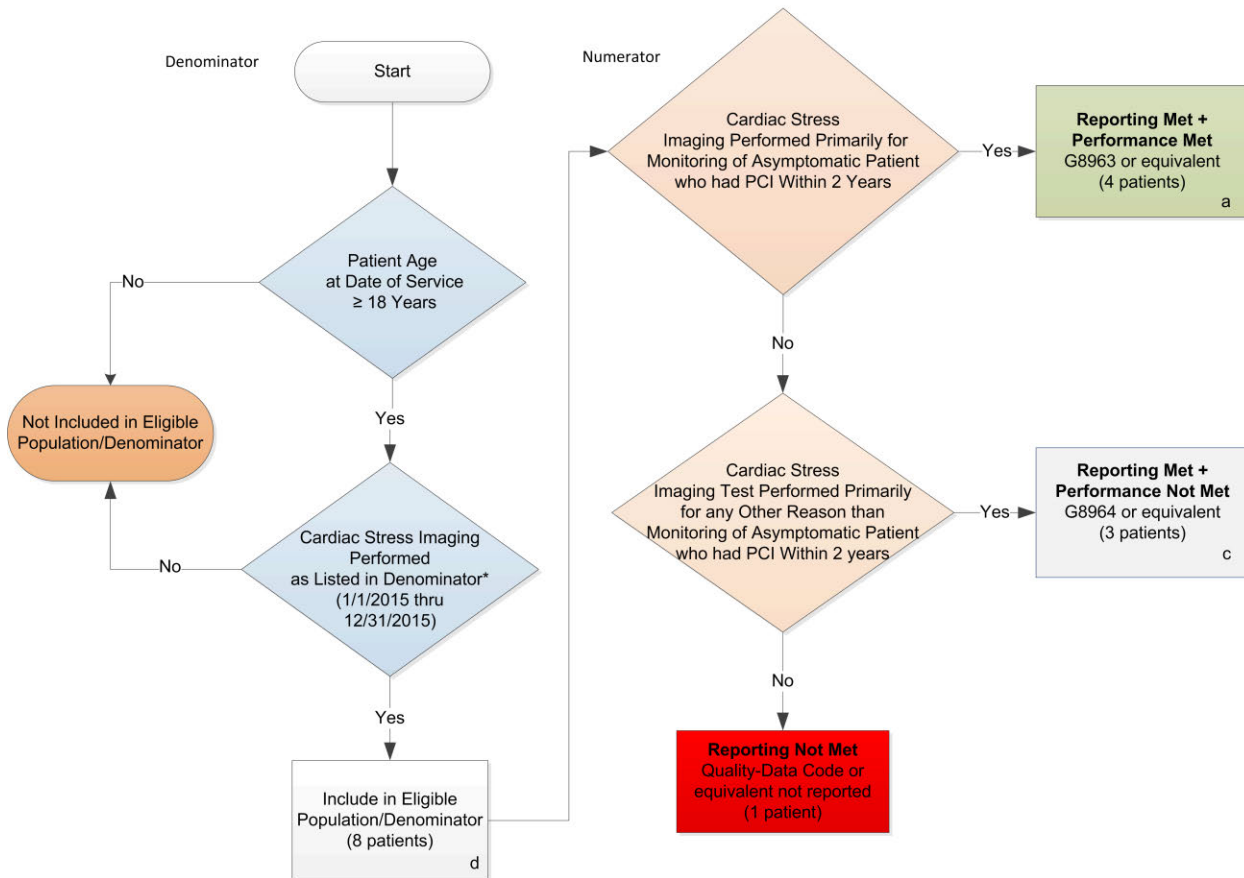 Denominator
Start
Patient Age
at Date of Service
≥ 18 Years
No
Yes
Not Included in Eligible
Population/Denominator
Cardiac Stress Imaging
Performed
as Listed in Denominator*
(1/1/2015 thru
12/31/2015)
No
Yes
Include in Eligible
Population/Denominator
(8 patients)
d
Numerator
Cardiac Stress
Imaging Performed Primarily for
Monitoring of Asymptomatic Patient
who had PCI Within 2 Years
Yes
Reporting Met +
Performance Met
G8963 or equivalent
(4 patients)
a
No
Cardiac Stress
Imaging Test Performed Primarily
for any Other Reason than
Monitoring of Asymptomatic Patient
who had PCI Within 2 years
Yes
Reporting Met +
Performance Not Met
G8964 or equivalent
(3 patients)
c
No
Reporting Not Met
Quality-Data Code or
equivalent not reported
(1 patient)